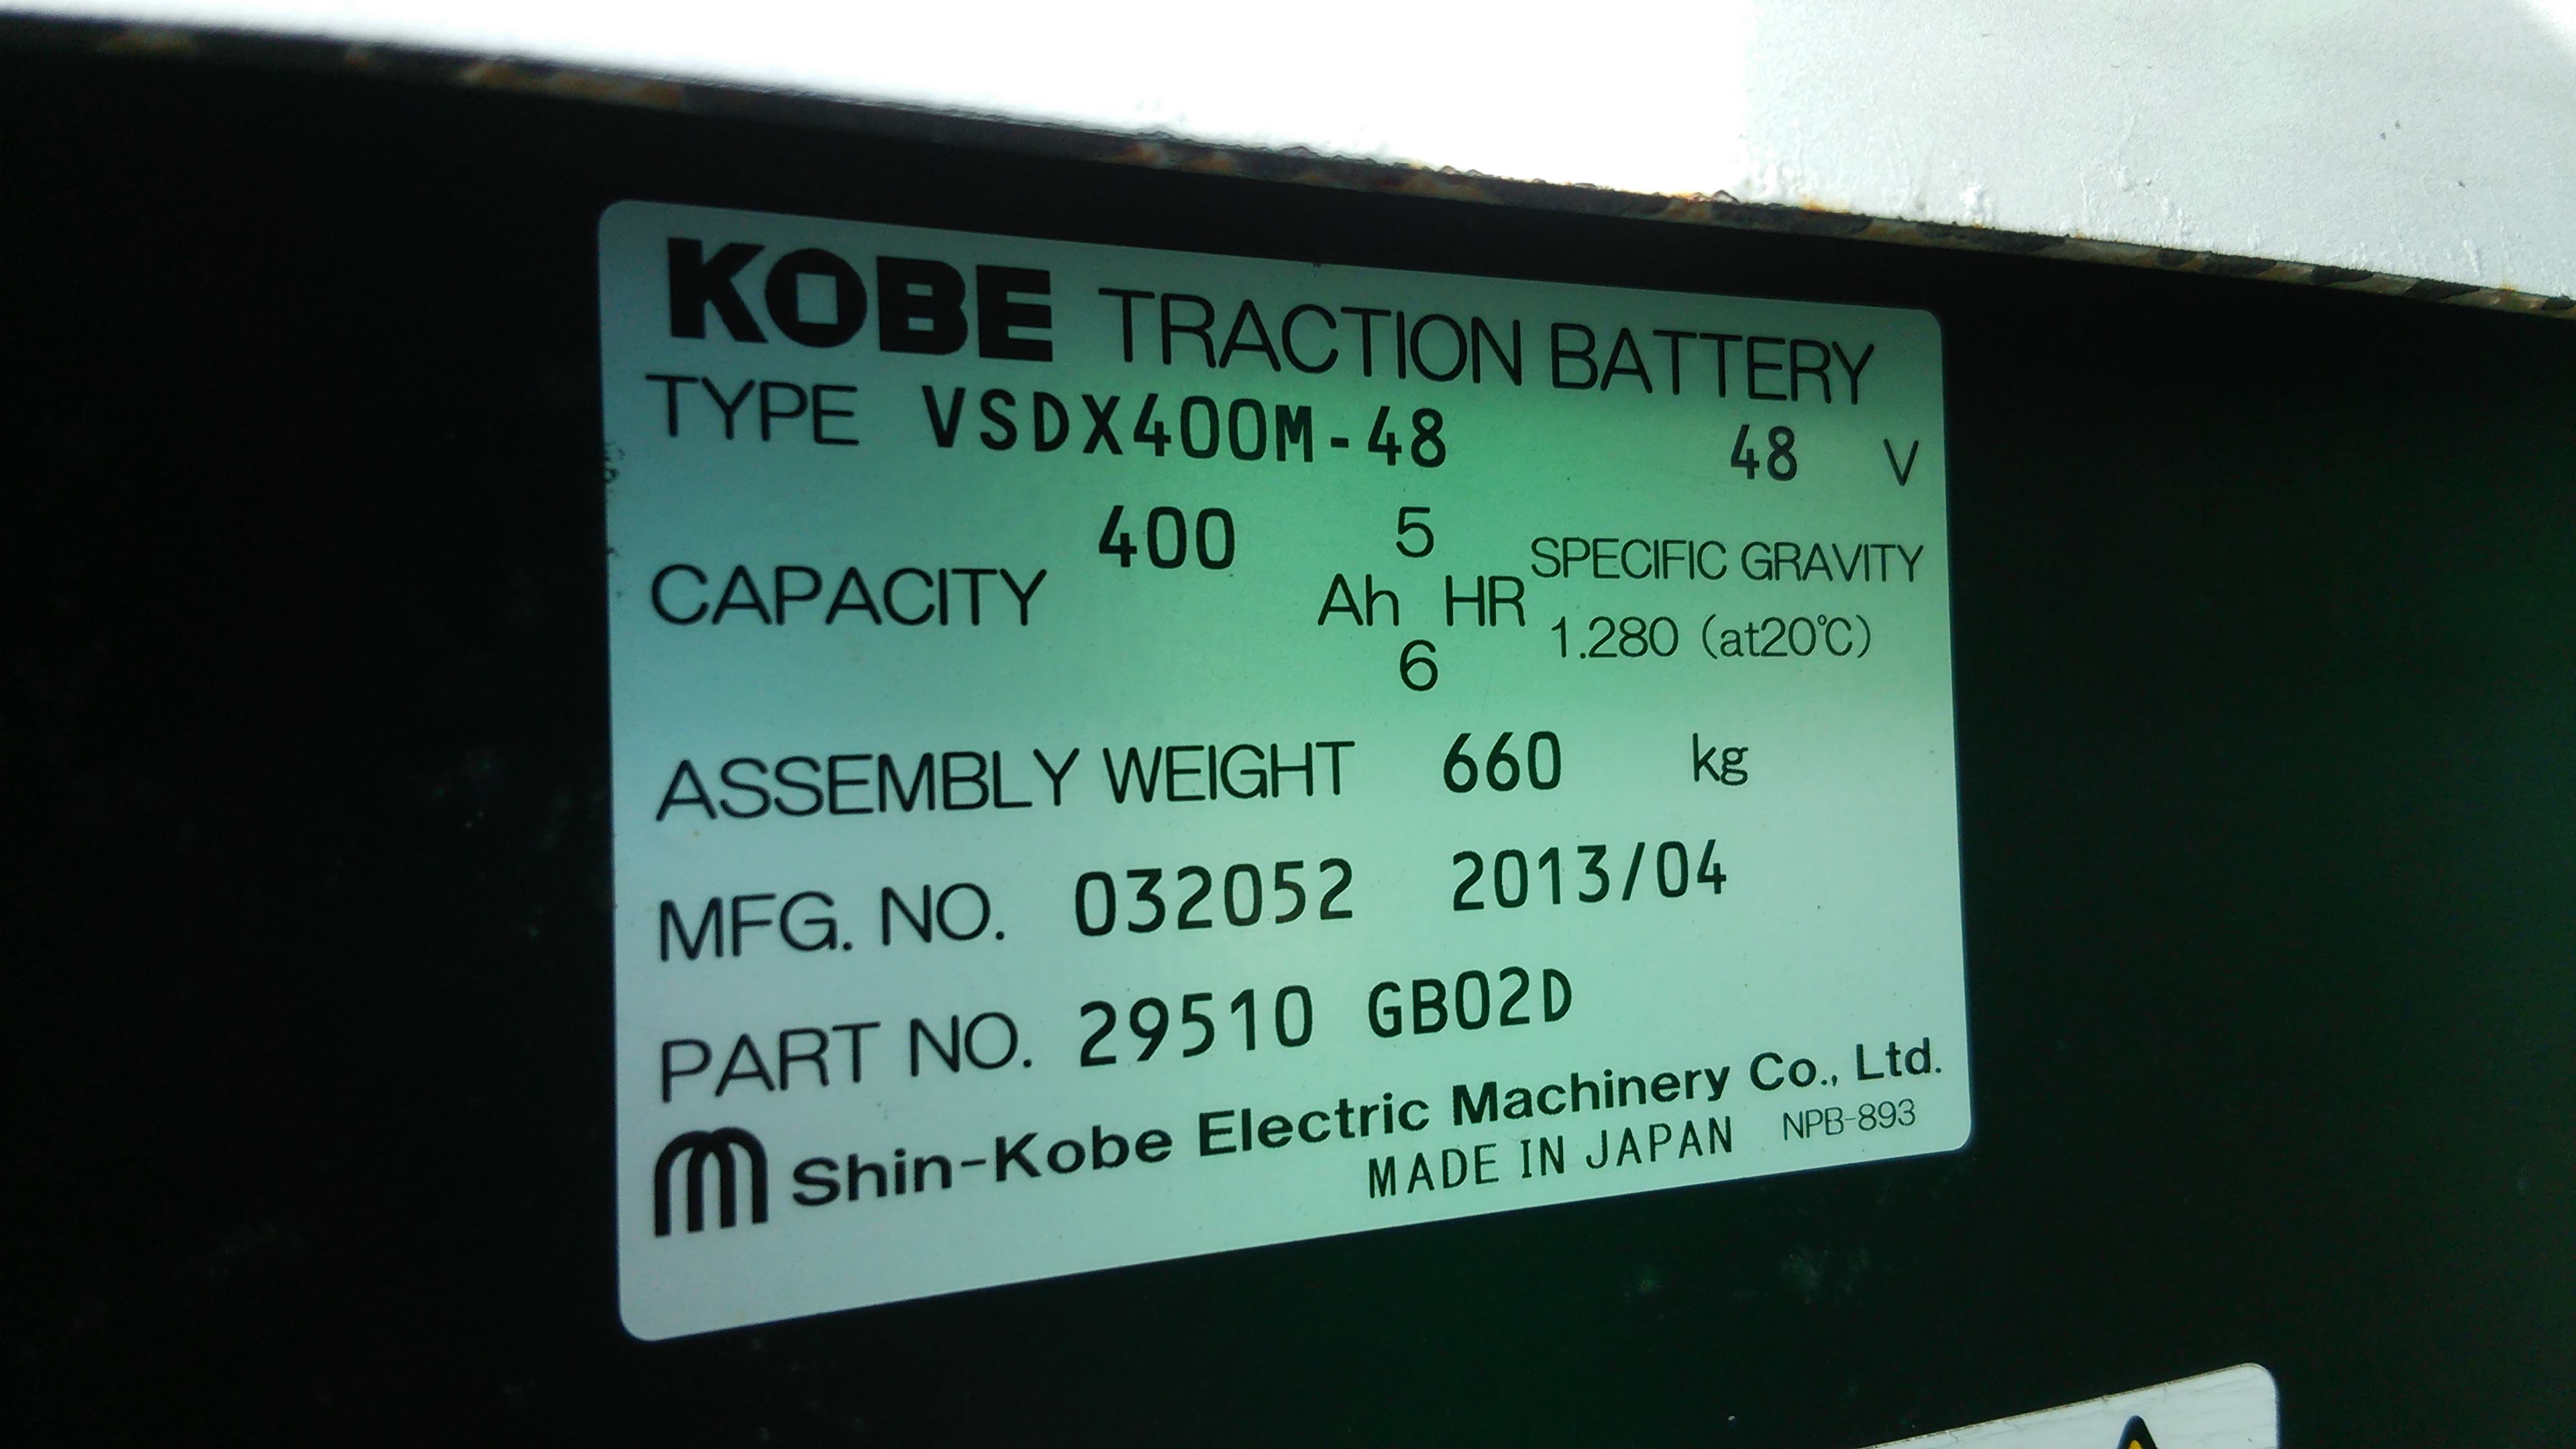 KOBE TRACTION BATTERY
TYPE VSDX400M-48 48 V
CAPACITY 400 Ah 5 HR
6
SPECIFIC GRAVITY
1.280 (at20℃)
ASSEMBLY WEIGHT 660 kg
MFG. NO. 032052 2013/04
PART NO. 29510 GB02D
Shin-Kobe Electric Machinery Co., Ltd.
MADE IN JAPAN NPB-893